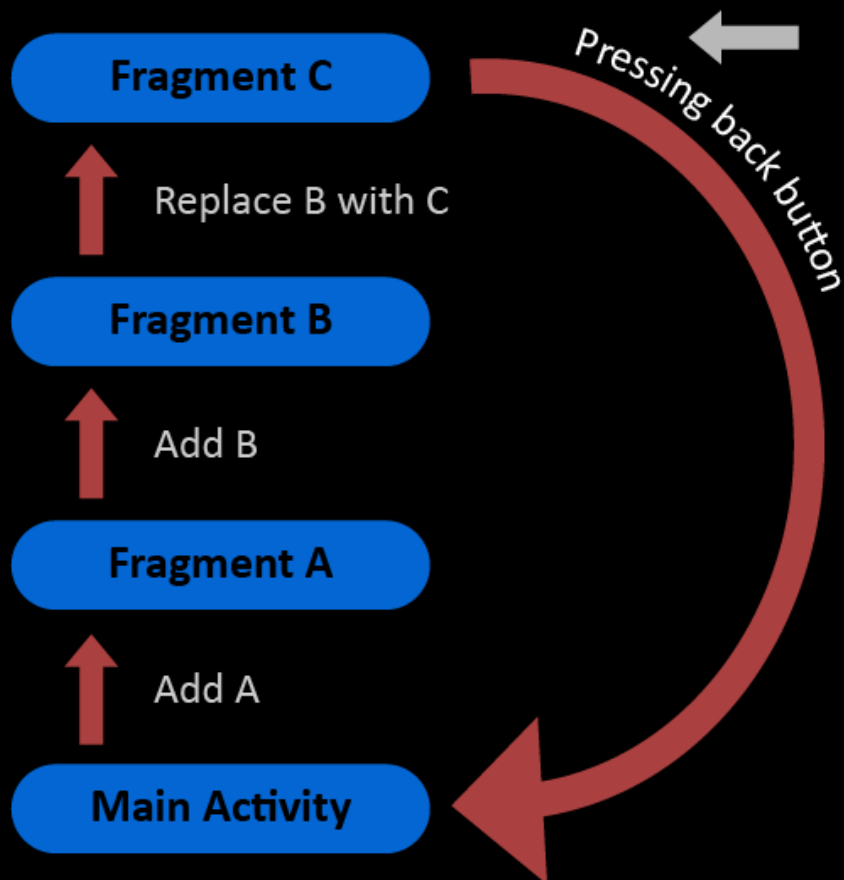 Fragment C
Pressing back button
Replace B with C
Fragment B
Add B
Fragment A
Add A
Main Activity